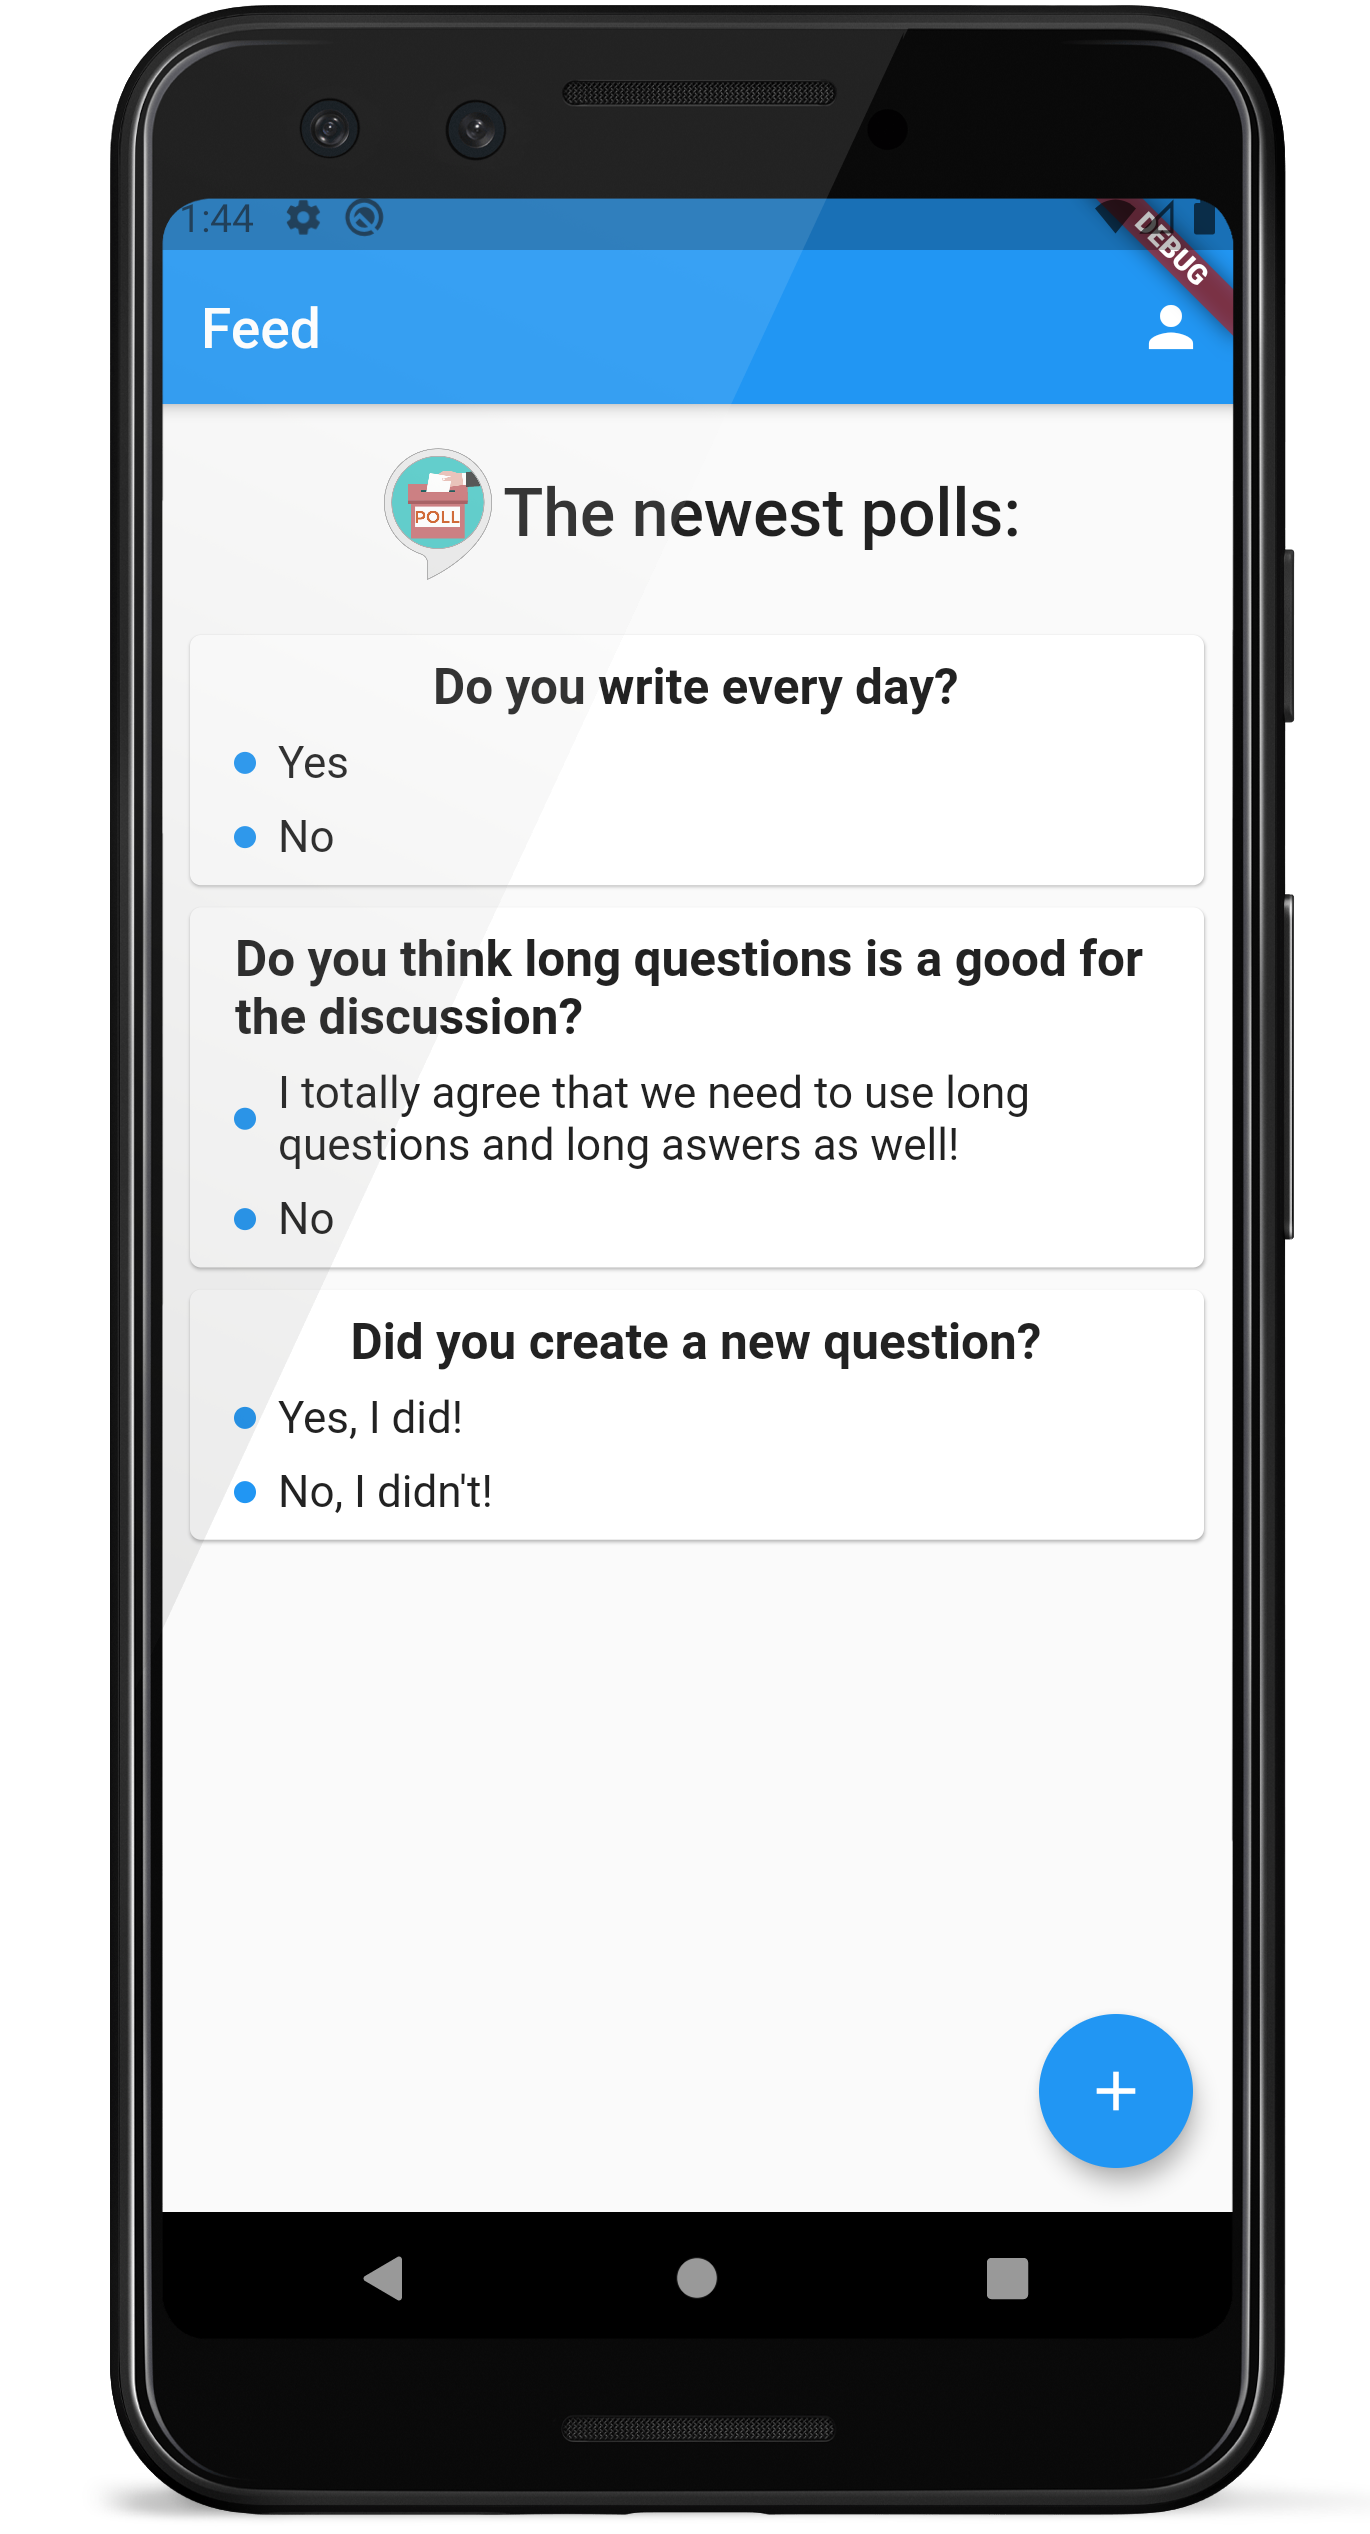 1:44
DEBUG
Feed
POLL
The newest polls:
Do you write every day?
Yes
No
Do you think long questions is a good for
the discussion?
I totally agree that we need to use long
questions and long aswers as well!
No
Did you create a new question?
Yes, I did!
No, I didn't!